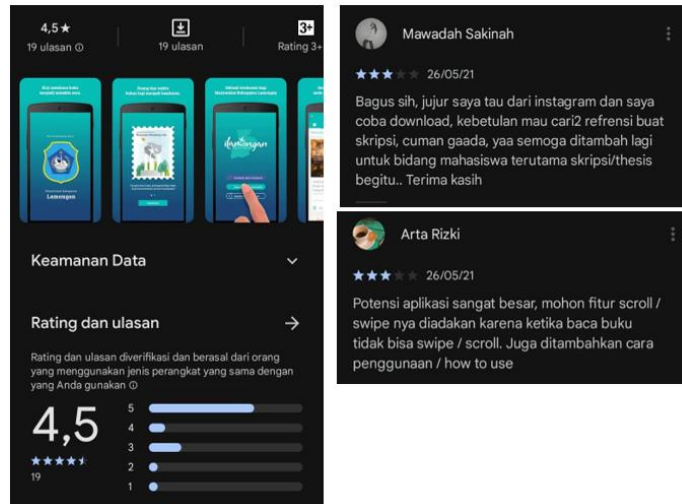 4,5★
19 ulasan
19 ulasan
3+
Rating 3+
Lamongan
lamongan
Keamanan Data
Rating dan ulasan
Rating dan ulasan diverifikasi dan berasal dari orang
yang menggunakan jenis perangkat yang sama dengan
yang Anda gunakan
4,5
19
5
4
3
2
1
Mawadah Sakinah
26/05/21
Bagus sih, jujur saya tau dari instagram dan saya
coba download, kebetulan mau cari2 refrensi buat
skripsi, cuman gaada, yaa semoga ditambah lagi
untuk bidang mahasiswa terutama skripsi/thesis
begitu.. Terima kasih
Arta Rizki
26/05/21
Potensi aplikasi sangat besar, mohon fitur scroll /
swipe nya diadakan karena ketika baca buku
tidak bisa swipe / scroll. Juga ditambahkan cara
penggunaan / how to use